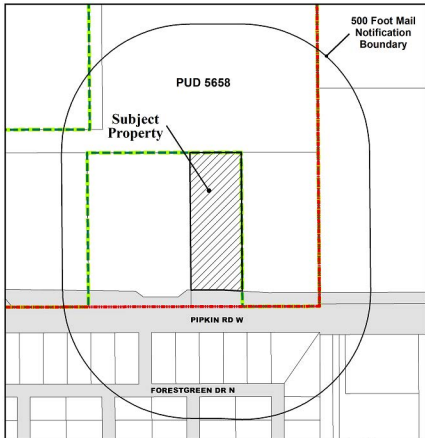 500 Foot Mail
Notification
Boundary
PUD 5658
Subject
Property
PIPKIN RD W
FORESTGREEN DR N